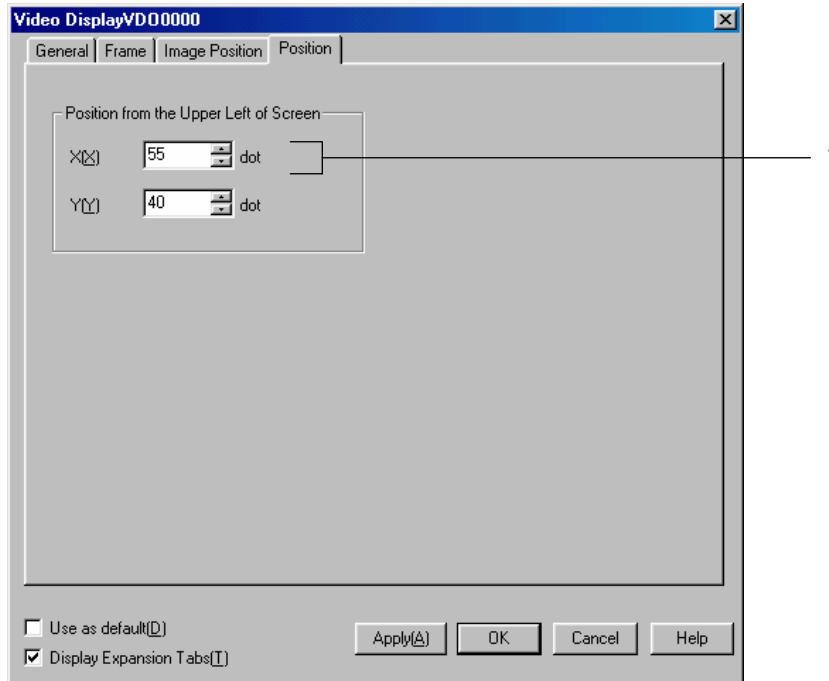 Video DisplayVDO0000
General Frame Image Position Position
Position from the Upper Left of Screen
X(X) 55 dot
Y(Y) 40 dot
Use as default(D)
Display Expansion Tabs(T)
Apply(A) OK Cancel Help